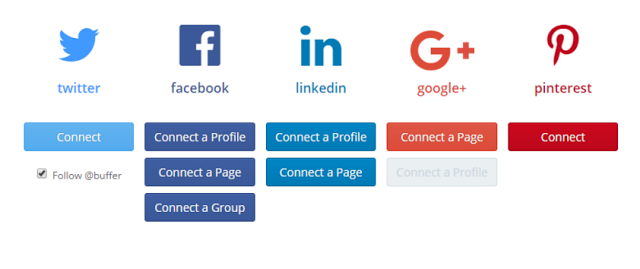 twitter
facebook
linkedin
google+
pinterest
Connect
Connect a Profile
Connect a Profile
Connect a Page
Connect
Follow @buffer
Connect a Page
Connect a Page
Connect a Profile
Connect a Group